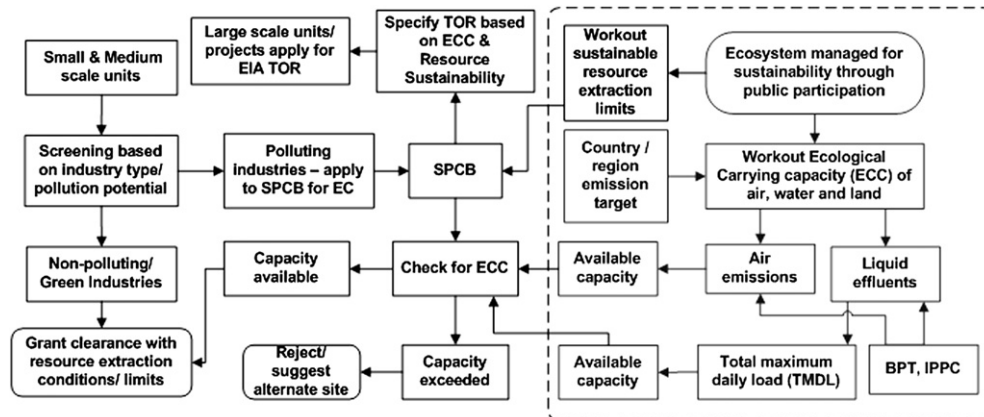 Small & Medium
scale units
Large scale units/
projects apply for
EIA TOR
Specify TOR based
on ECC &
Resource
Sustainability
Workout
sustainable
resource
extraction
limits
Ecosystem managed for
sustainability through
public participation
Screening based
on industry type/
pollution potential
Polluting
industries – apply
to SPCB for EC
SPCB
Country /
region
emission
target
Workout Ecological
Carrying capacity (ECC) of
air, water and land
Non-polluting/
Green Industries
Capacity
available
Check for ECC
Available
capacity
Air
emissions
Liquid
effluents
Grant clearance with
resource extraction
conditions/ limits
Reject/
suggest
alternate site
Capacity
exceeded
Available
capacity
Total maximum
daily load (TMDL)
BPT, IPPC